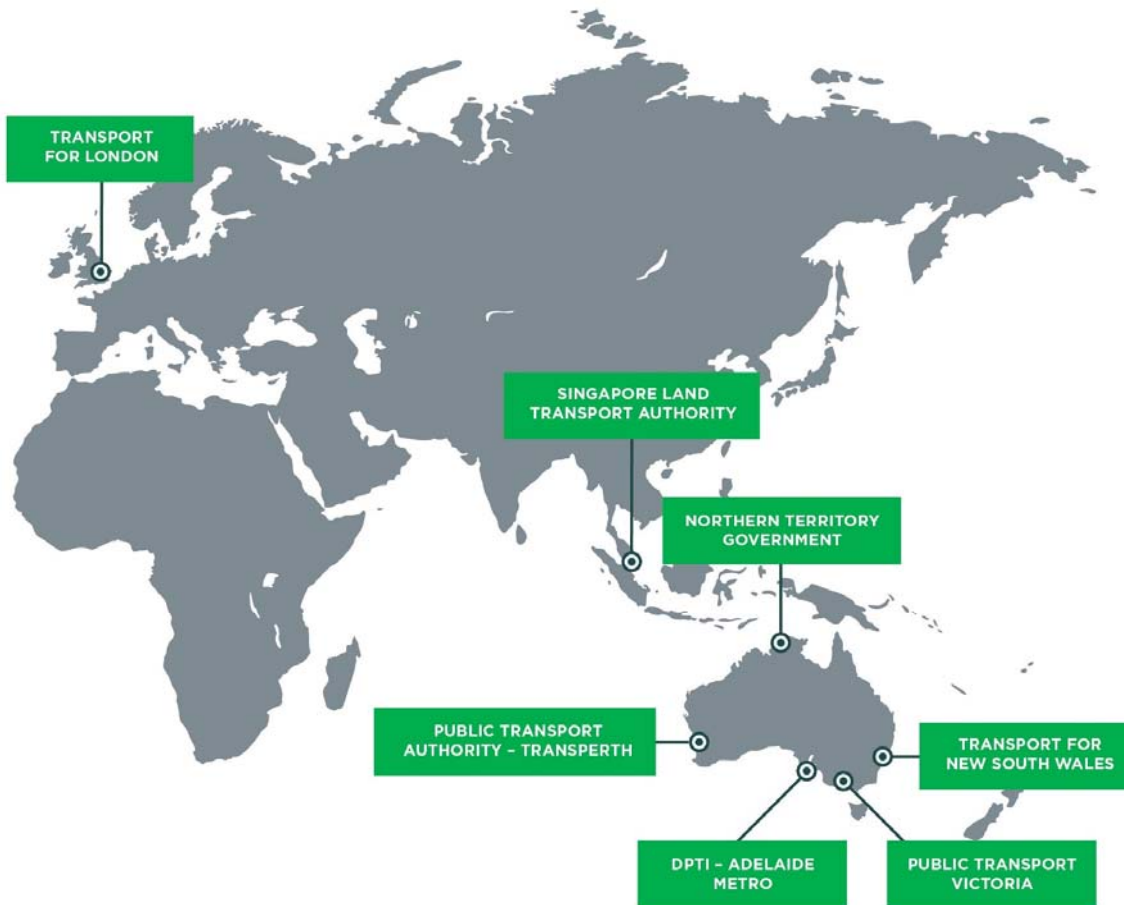 TRANSPORT
FOR LONDON
SINGAPORE LAND
TRANSPORT AUTHORITY
NORTHERN TERRITORY
GOVERNMENT
PUBLIC TRANSPORT
AUTHORITY – TRANSPERTH
TRANSPORT FOR
NEW SOUTH WALES
DPTI – ADELAIDE
METRO
PUBLIC TRANSPORT
VICTORIA